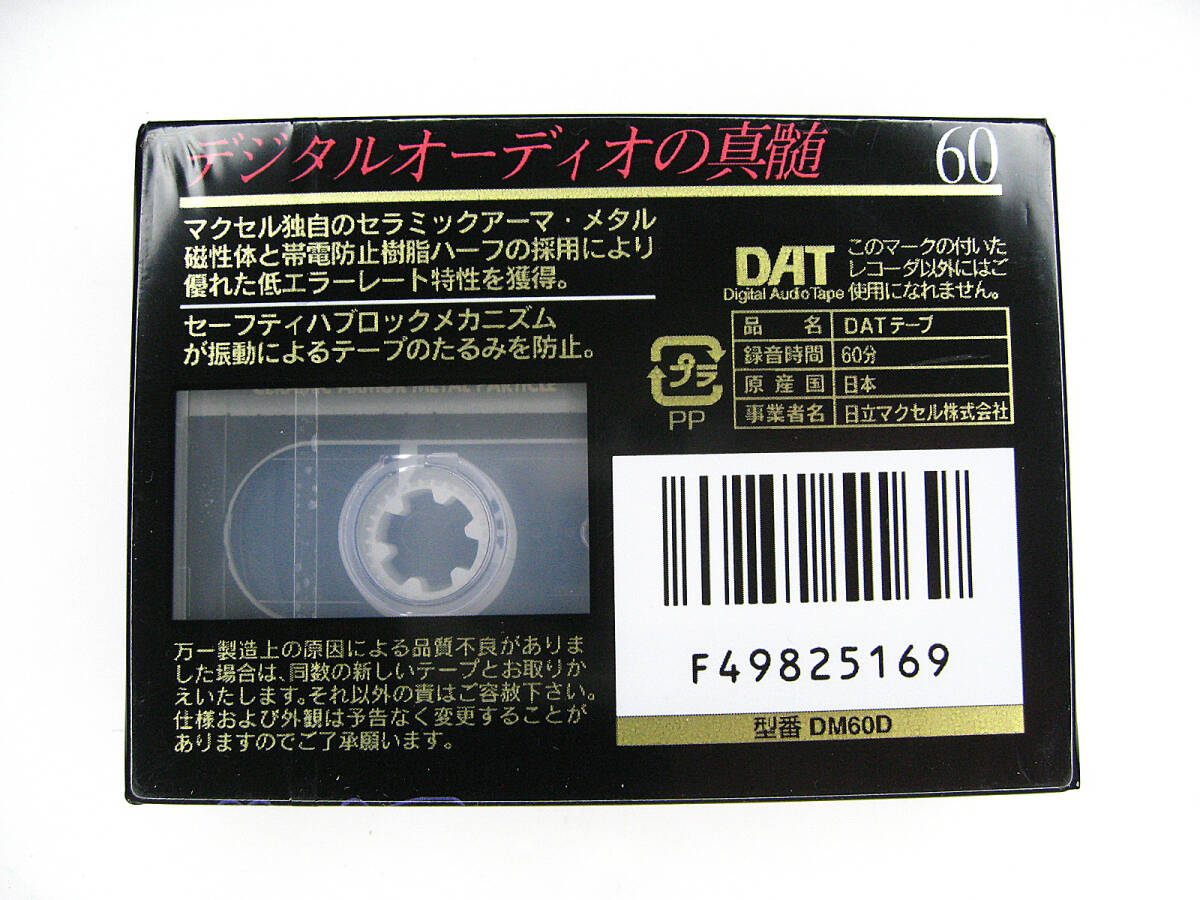 デジタルオーディオの真髄 60
マクセル独自のセラミックアーマ・メタル
磁性体と帯電防止樹脂ハーフの採用により
優れた低エラーレート特性を獲得。
セーフティハブロックメカニズム
が振動によるテープのたるみを防止。
DAT
Digital Audio Tape
このマークの付いた
レコーダ以外にはご
使用になれません。
プラ
PP
品名 DATテープ
録音時間 60分
原産国 日本
事業者名 日立マクセル株式会社
CERAMIC ARMOR METAL PARTICLE
F49825169
型番 DM60D
万一製造上の原因による品質不良がありま
した場合は、同数の新しいテープとお取りか
えいたします。それ以外の責はご容赦下さい。
仕様および外観は予告なく変更することが
ありますのでご了承願います。